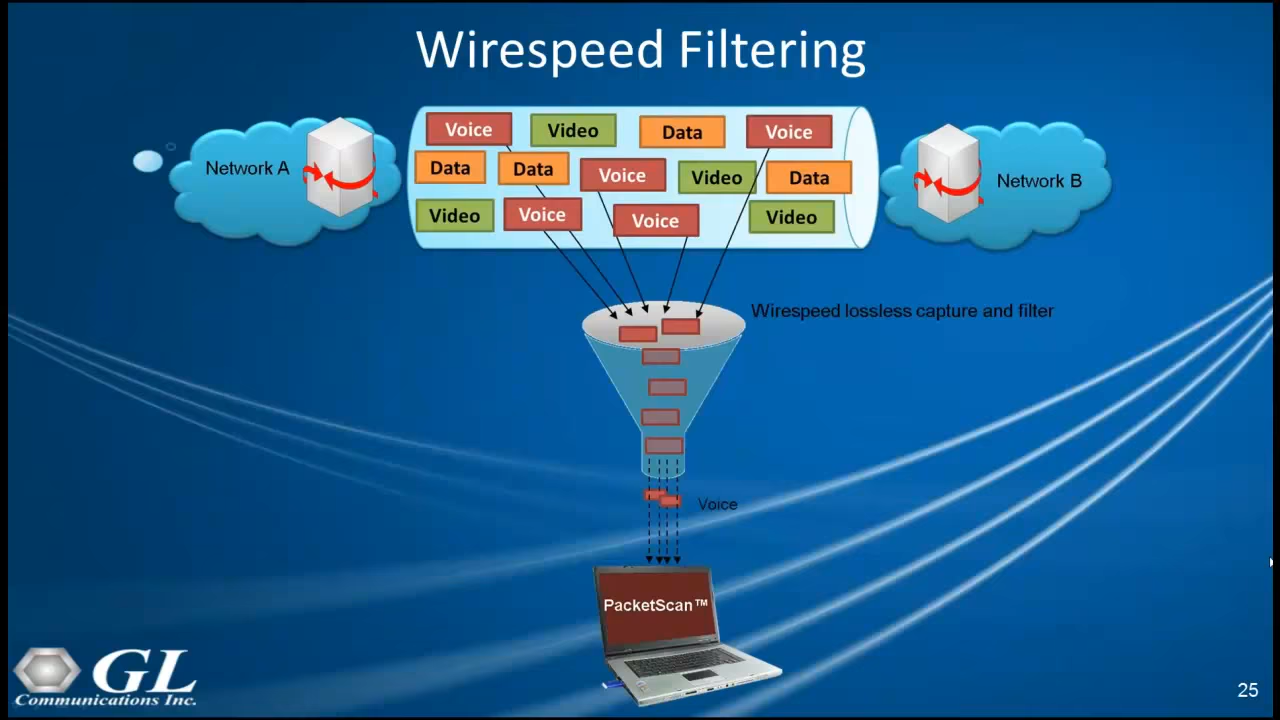 Wirespeed Filtering
Voice
Video
Data
Voice
Network A
Data
Data
Voice
Video
Data
Network B
Video
Voice
Voice
Video
Wirespeed lossless capture and filter
Voice
PacketScan™
GL
Communications Inc.
25